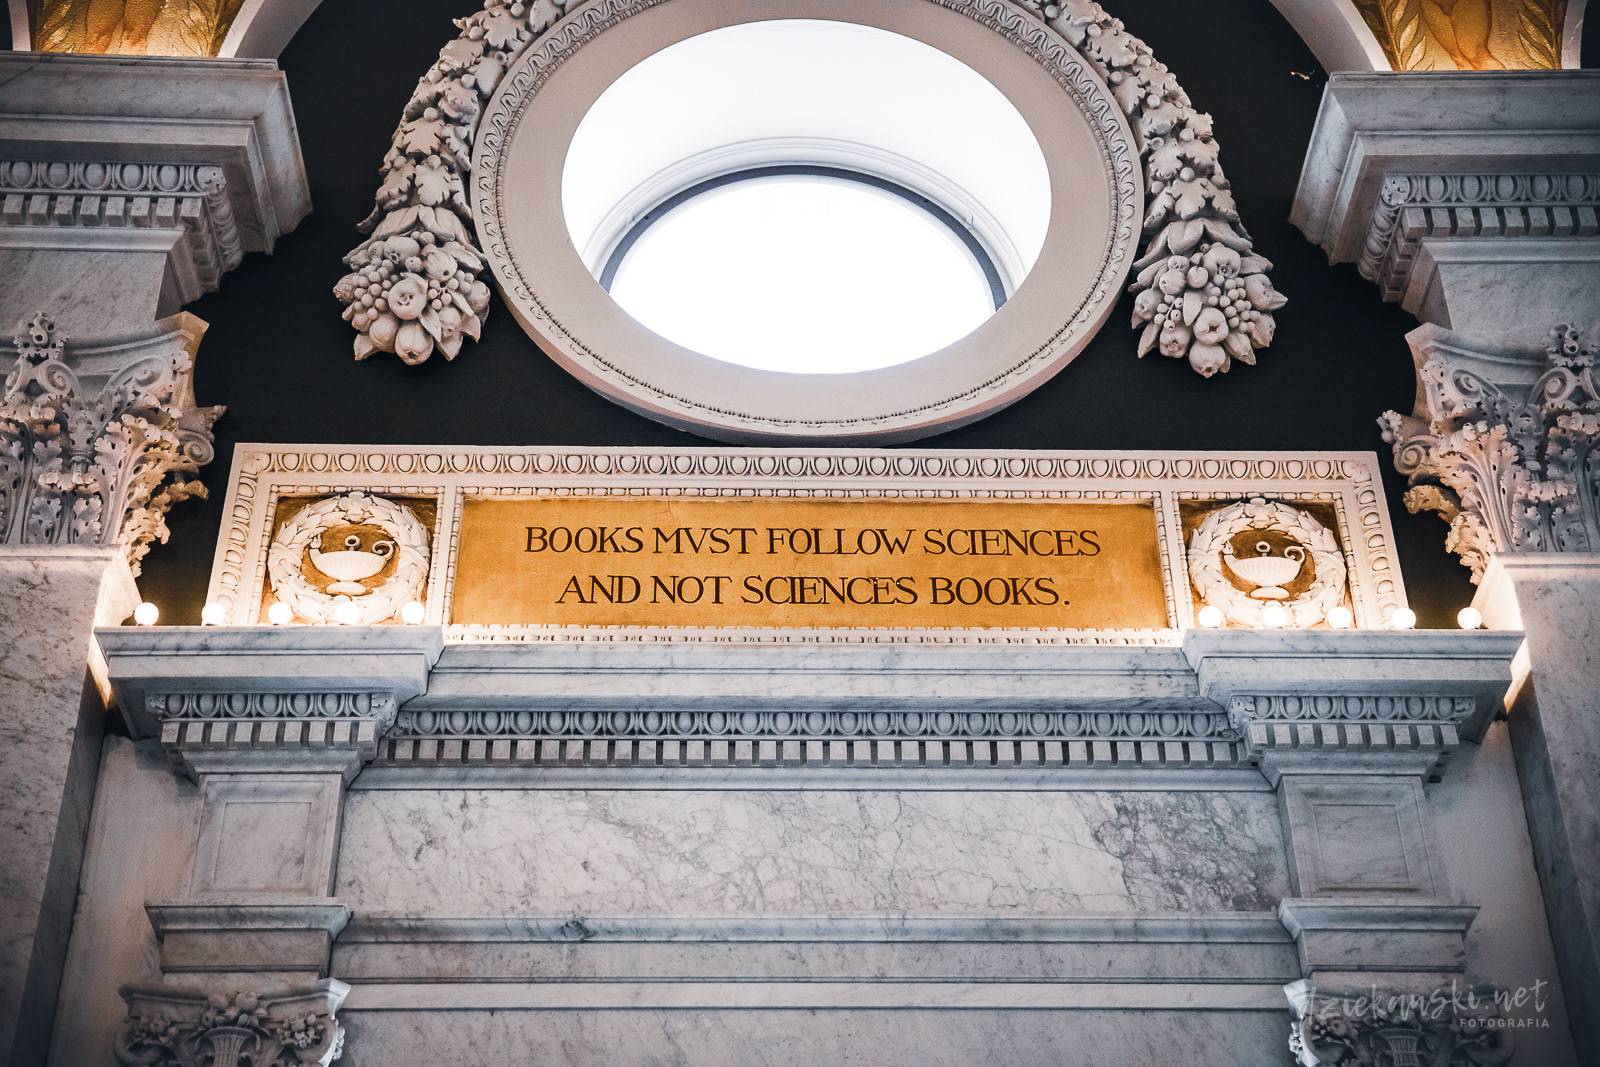 BOOKS MVST FOLLOW SCIENCES
AND NOT SCIENCES BOOKS.
dziekanski.net
FOTOGRAFIA